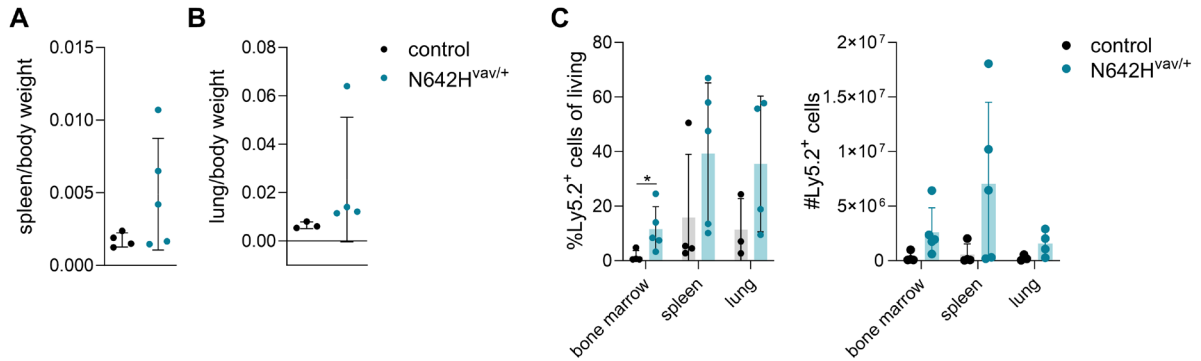 A
spleen/body weight
0.015
0.010
0.005
0.000
B
lung/body weight
0.08
0.06
0.04
0.02
0.00
control
N642Hvav/+
C
%Ly5.2+ cells of living
80
60
40
20
0
*
bone marrow
spleen
lung
#Ly5.2+ cells
2×10⁷
1.5×10⁷
1×10⁷
5×10⁶
0
bone marrow
spleen
lung
control
N642Hvav/+